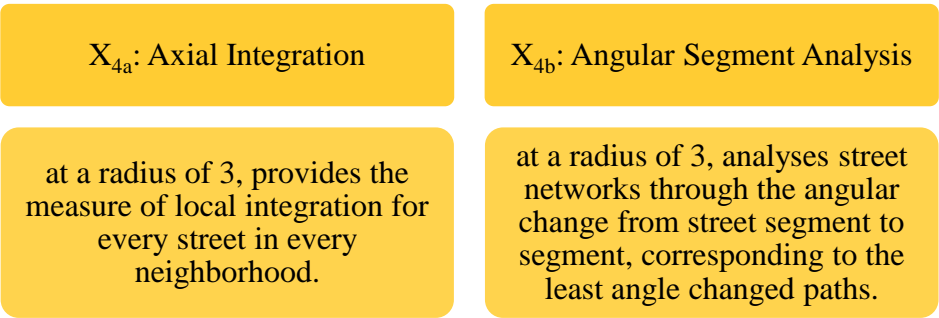 X4a: Axial Integration
X4b: Angular Segment Analysis
at a radius of 3, provides the
measure of local integration for
every street in every
neighborhood.
at a radius of 3, analyses street
networks through the angular
change from street segment to
segment, corresponding to the
least angle changed paths.